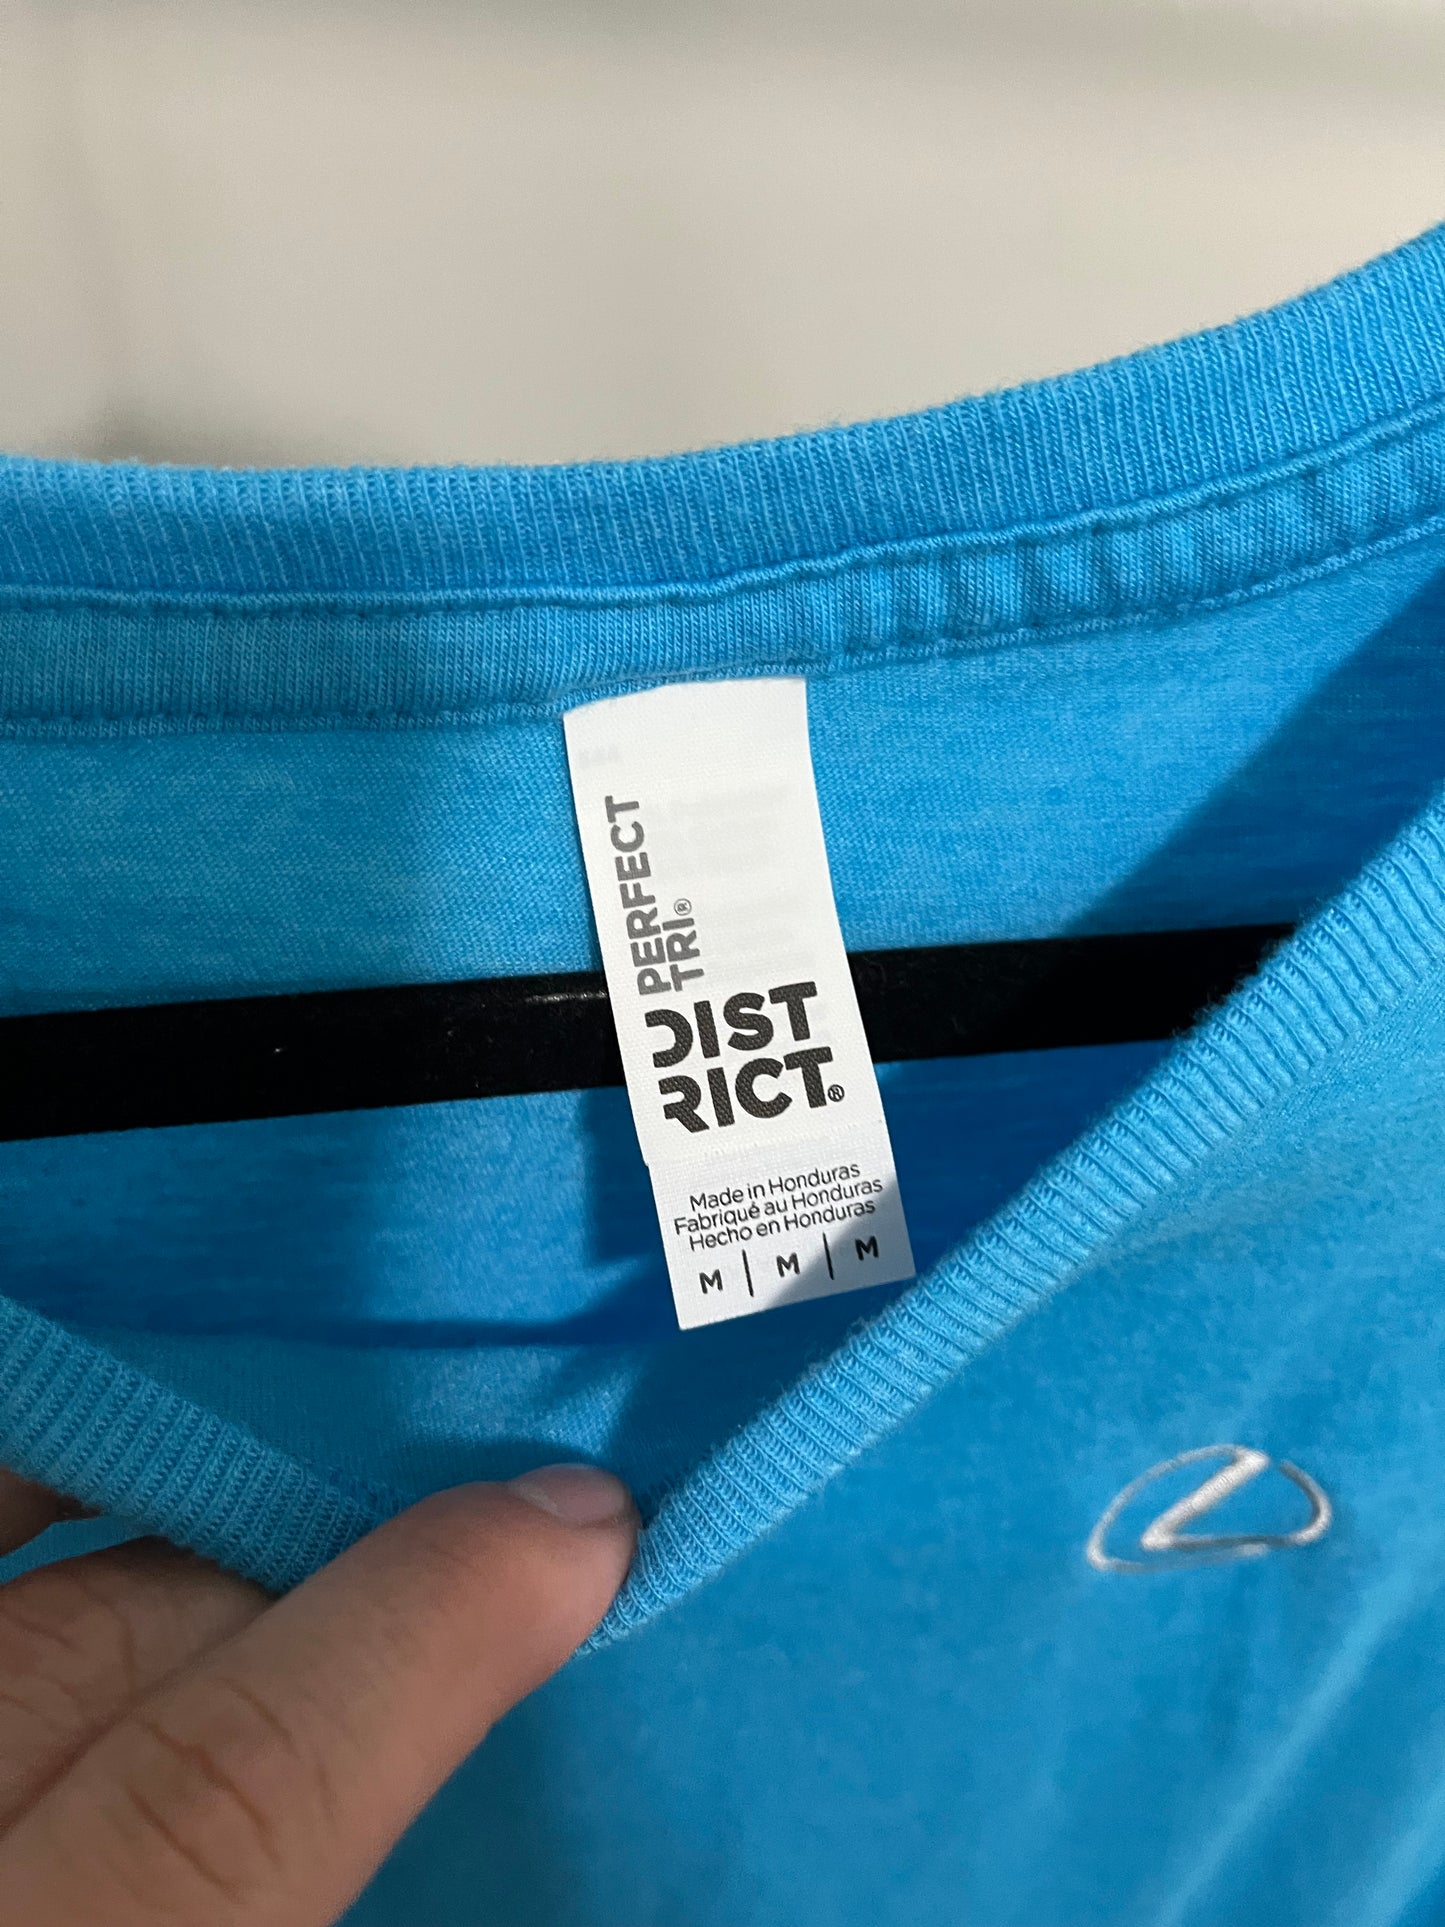 PERFECT
TRI®
DIST
RICT®
Made in Honduras
Fabriqué au Honduras
Hecho en Honduras
M | M | M